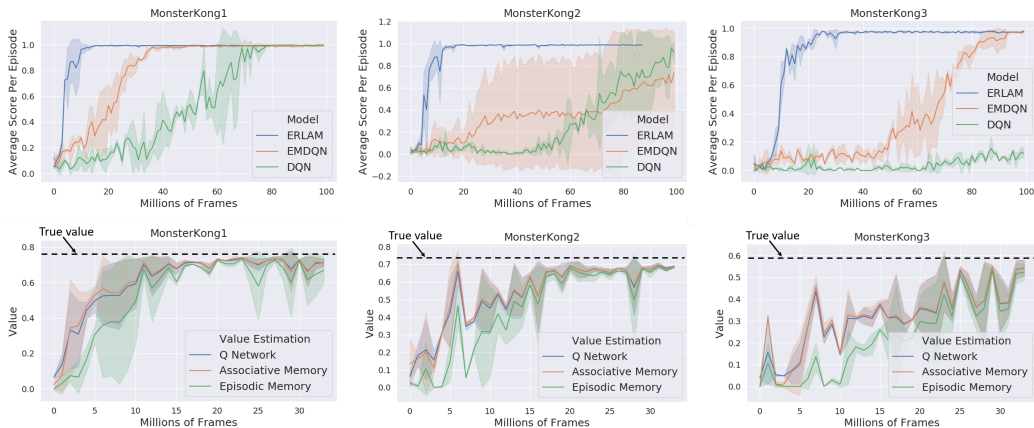 MonsterKong1
Average Score Per Episode
1.0
0.8
0.6
0.4
0.2
0.0
Model
ERLAM
EMDQN
DQN
0 20 40 60 80 100
Millions of Frames
MonsterKong2
Average Score Per Episode
1.2
1.0
0.8
0.6
0.4
0.2
0.0
−0.2
Model
ERLAM
EMDQN
DQN
0 20 40 60 80 100
Millions of Frames
MonsterKong3
Average Score Per Episode
1.0
0.8
0.6
0.4
0.2
0.0
Model
ERLAM
EMDQN
DQN
0 20 40 60 80 100
Millions of Frames
True value
MonsterKong1
Value
0.8
0.6
0.4
0.2
0.0
Value Estimation
Q Network
Associative Memory
Episodic Memory
0 5 10 15 20 25 30
Millions of Frames
True value
MonsterKong2
Value
0.8
0.7
0.6
0.5
0.4
0.3
0.2
0.1
0.0
Value Estimation
Q Network
Associative Memory
Episodic Memory
0 5 10 15 20 25 30
Millions of Frames
True value
MonsterKong3
Value
0.6
0.5
0.4
0.3
0.2
0.1
0.0
Value Estimation
Q Network
Associative Memory
Episodic Memory
0 5 10 15 20 25 30
Millions of Frames